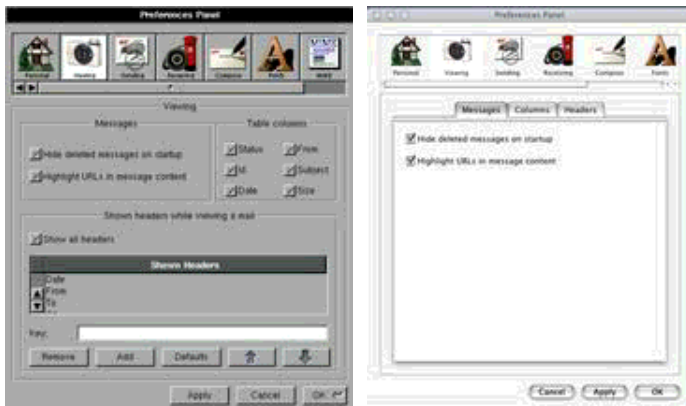 Preferences Panel
Personal Viewing Sending Receiving Compose Fonts MIME
Viewing
Messages
Hide deleted messages on startup
Highlight URLs in message content
Table columns
Status From
Id Subject
Date Size
Shown headers while viewing a mail
Show all headers
Shown Headers
Date
From
To
Key:
Remove Add Defaults
Apply Cancel OK
Preferences Panel
Personal Viewing Sending Receiving Compose Fonts
Messages Columns Headers
Hide deleted messages on startup
Highlight URLs in message content
Cancel Apply OK